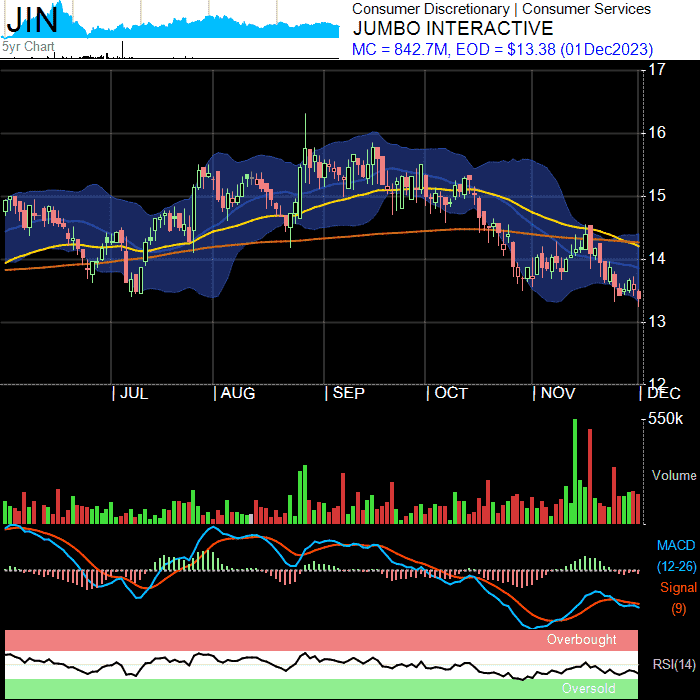 JIN
5yr Chart
Consumer Discretionary | Consumer Services
JUMBO INTERACTIVE
MC = 842.7M, EOD = $13.38 (01Dec2023)
17
16
15
14
13
12
| JUL | AUG | SEP | OCT | NOV | DEC
550k
Volume
MACD
(12-26)
Signal
(9)
Overbought
RSI(14)
Oversold